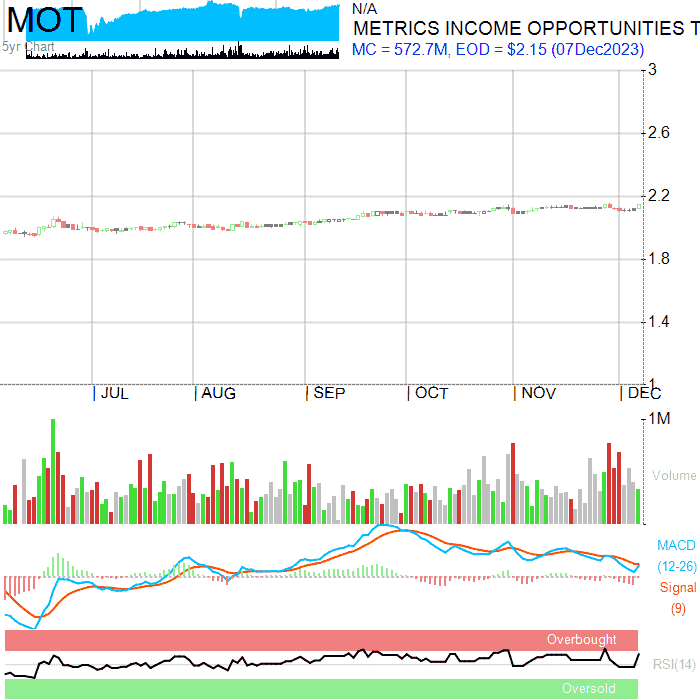 MOT
5yr Chart
N/A
METRICS INCOME OPPORTUNITIES T
MC = 572.7M, EOD = $2.15 (07Dec2023)
3
2.6
2.2
1.8
1.4
1
JUL AUG SEP OCT NOV DEC
1M
Volume
MACD
(12-26)
Signal
(9)
Overbought
RSI(14)
Oversold